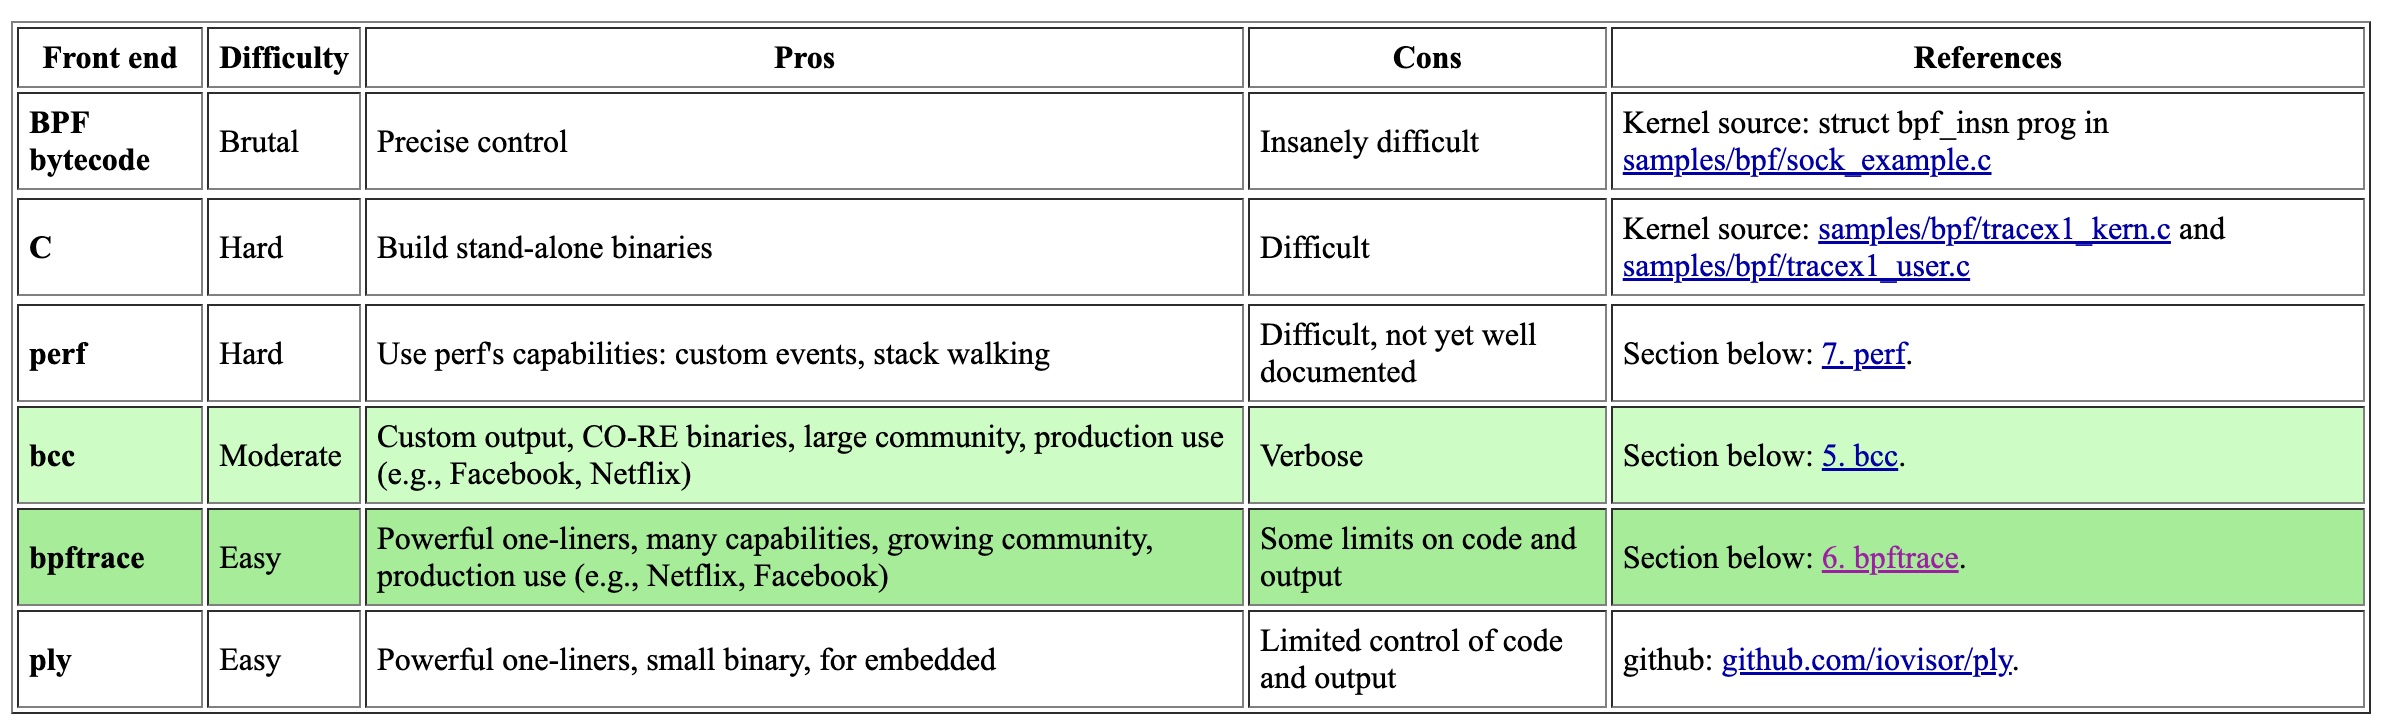 Front end Difficulty Pros Cons References
BPF bytecode Brutal Precise control Insanely difficult Kernel source: struct bpf_insn prog in samples/bpf/sock_example.c
C Hard Build stand-alone binaries Difficult Kernel source: samples/bpf/tracex1_kern.c and samples/bpf/tracex1_user.c
perf Hard Use perf's capabilities: custom events, stack walking Difficult, not yet well documented Section below: 7. perf.
bcc Moderate Custom output, CO-RE binaries, large community, production use (e.g., Facebook, Netflix) Verbose Section below: 5. bcc.
bpftrace Easy Powerful one-liners, many capabilities, growing community, production use (e.g., Netflix, Facebook) Some limits on code and output Section below: 6. bpftrace.
ply Easy Powerful one-liners, small binary, for embedded Limited control of code and output github: github.com/iovisor/ply.